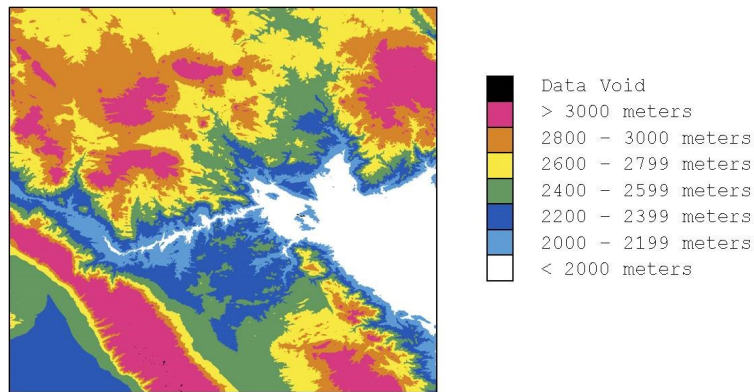 Data Void
> 3000 meters
2800 – 3000 meters
2600 – 2799 meters
2400 – 2599 meters
2200 – 2399 meters
2000 – 2199 meters
< 2000 meters